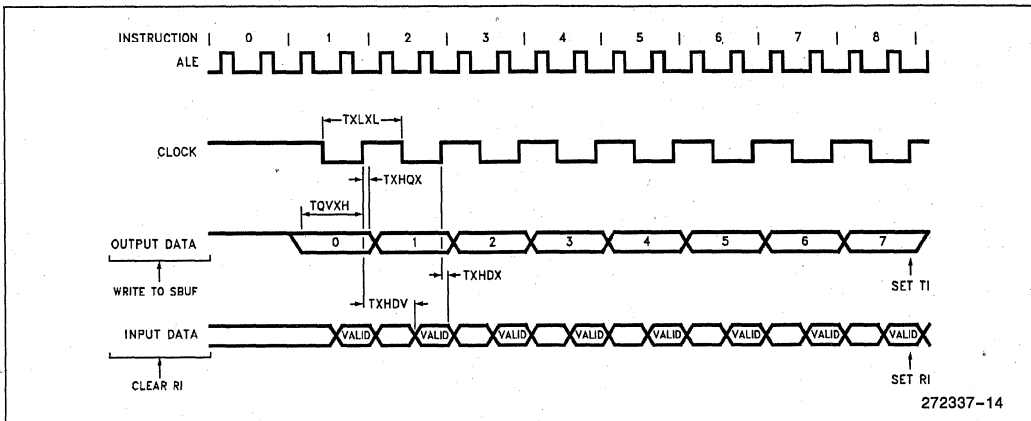 INSTRUCTION | 0 | 1 | 2 | 3 | 4 | 5 | 6 | 7 | 8 |
ALE
TXLXL
CLOCK
TXHQX
TQVXH
OUTPUT DATA 0 1 2 3 4 5 6 7
TXHDX
WRITE TO SBUF
SET TI
TXHDV
INPUT DATA VALID VALID VALID VALID VALID VALID VALID VALID
CLEAR RI
SET RI
272337-14